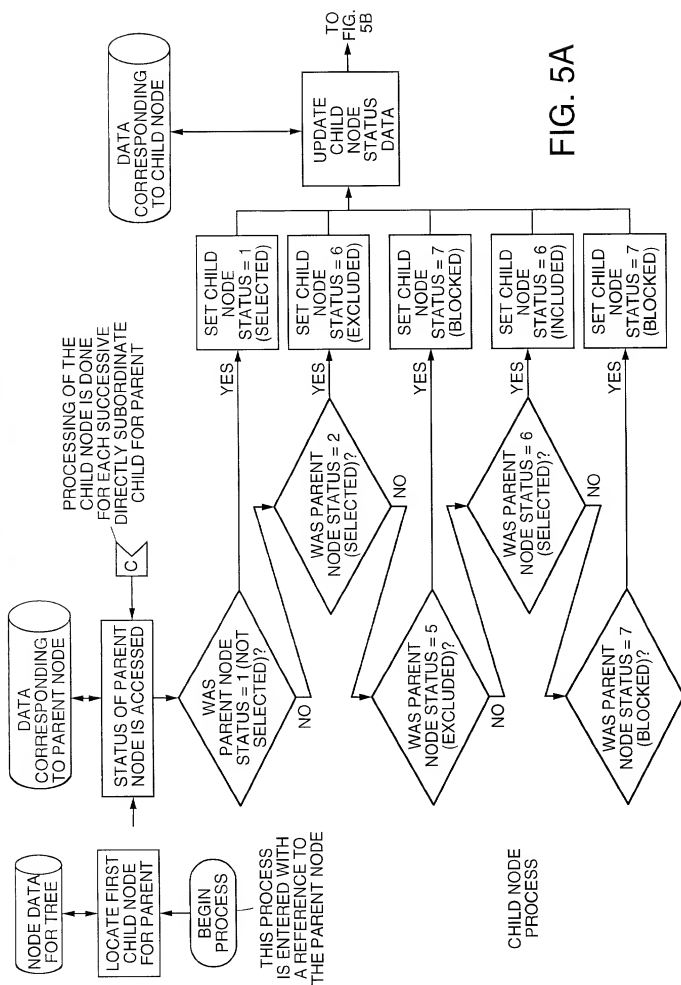 NODE DATA
FOR TREE
LOCATE FIRST
CHILD NODE
FOR PARENT
BEGIN
PROCESS
THIS PROCESS
IS ENTERED WITH
A REFERENCE TO
THE PARENT NODE
CHILD NODE
PROCESS
DATA
CORRESPONDING
TO PARENT NODE
STATUS OF PARENT
NODE IS ACCESSED
C
PROCESSING OF THE
CHILD NODE IS DONE
FOR EACH SUCCESSIVE
DIRECTLY SUBORDINATE
CHILD FOR PARENT
WAS
PARENT NODE
STATUS = 1 (NOT
SELECTED)?
YES
NO
SET CHILD
NODE
STATUS = 1
(SELECTED)
WAS PARENT
NODE STATUS = 2
(SELECTED)?
YES
NO
SET CHILD
NODE
STATUS = 6
(EXCLUDED)
WAS PARENT
NODE STATUS = 5
(EXCLUDED)?
YES
NO
SET CHILD
NODE
STATUS = 7
(BLOCKED)
WAS PARENT
NODE STATUS = 6
(SELECTED)?
YES
NO
SET CHILD
NODE
STATUS = 6
(INCLUDED)
WAS PARENT
NODE STATUS = 7
(BLOCKED)?
YES
SET CHILD
NODE
STATUS = 7
(BLOCKED)
DATA
CORRESPONDING
TO CHILD NODE
UPDATE
CHILD
NODE
STATUS
DATA
TO
FIG.
5B
FIG. 5A